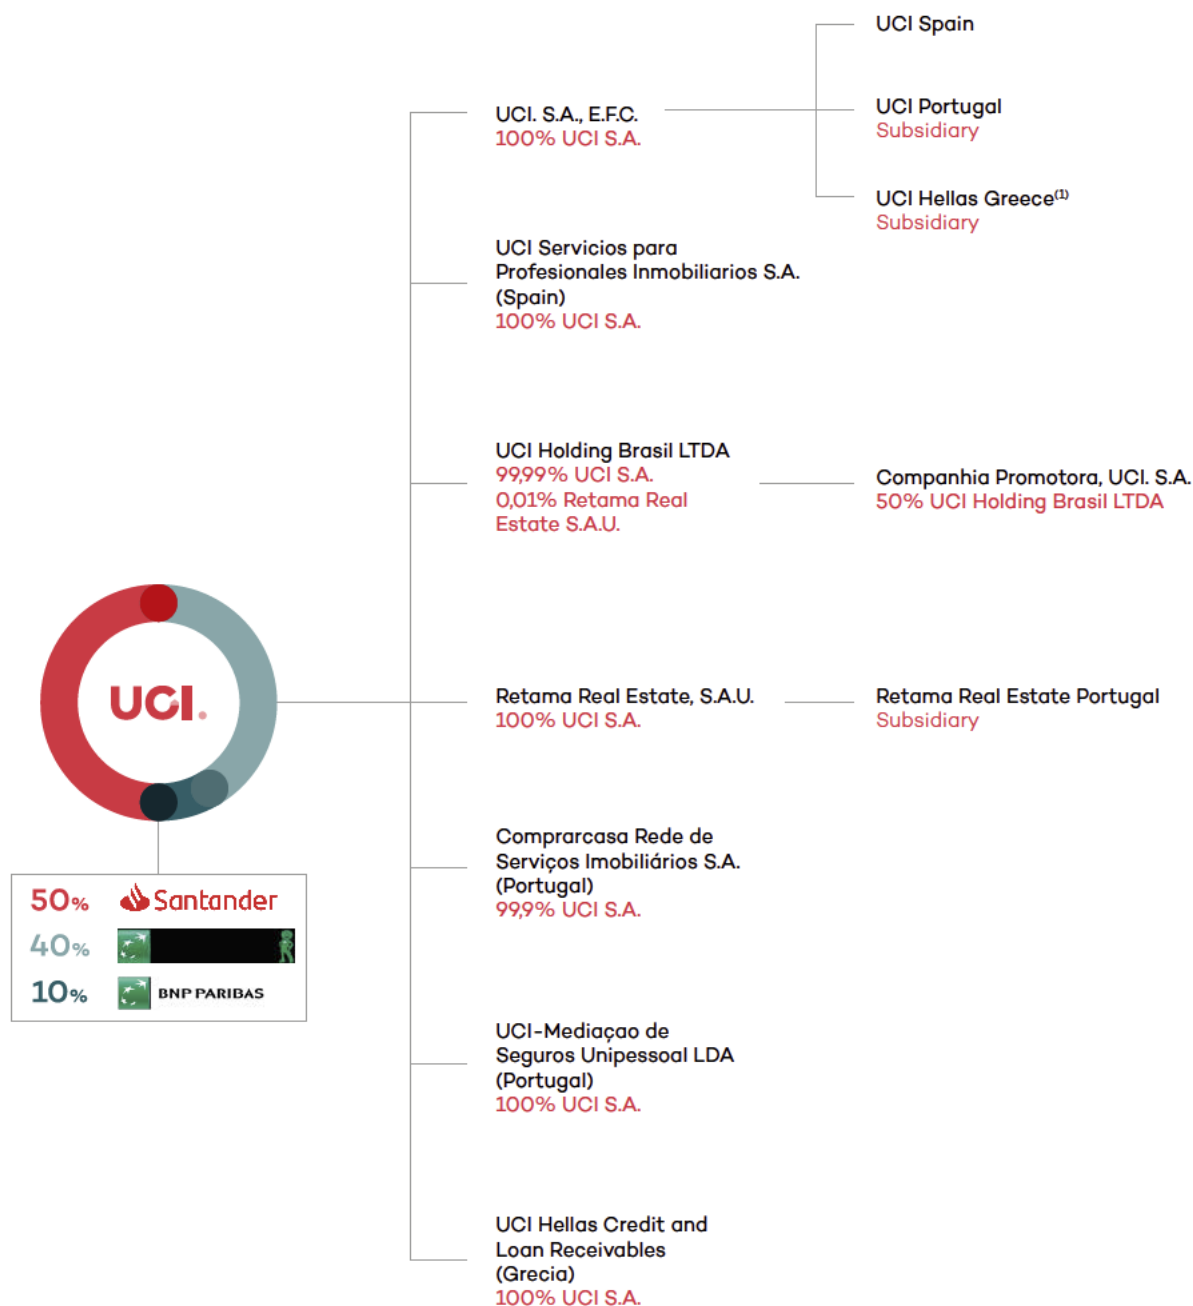 UCI Spain
UCI. S.A., E.F.C.
100% UCI S.A.
UCI Portugal
Subsidiary
UCI Hellas Greece(1)
Subsidiary
UCI Servicios para
Profesionales Inmobiliarios S.A.
(Spain)
100% UCI S.A.
UCI Holding Brasil LTDA
99,99% UCI S.A.
0,01% Retama Real
Estate S.A.U.
Companhia Promotora, UCI. S.A.
50% UCI Holding Brasil LTDA
UCI.
Retama Real Estate, S.A.U.
100% UCI S.A.
Retama Real Estate Portugal
Subsidiary
Comprarcasa Rede de
Serviços Imobiliários S.A.
(Portugal)
99,9% UCI S.A.
50% Santander
40%
10% BNP PARIBAS
UCI-Mediaçao de
Seguros Unipessoal LDA
(Portugal)
100% UCI S.A.
UCI Hellas Credit and
Loan Receivables
(Grecia)
100% UCI S.A.